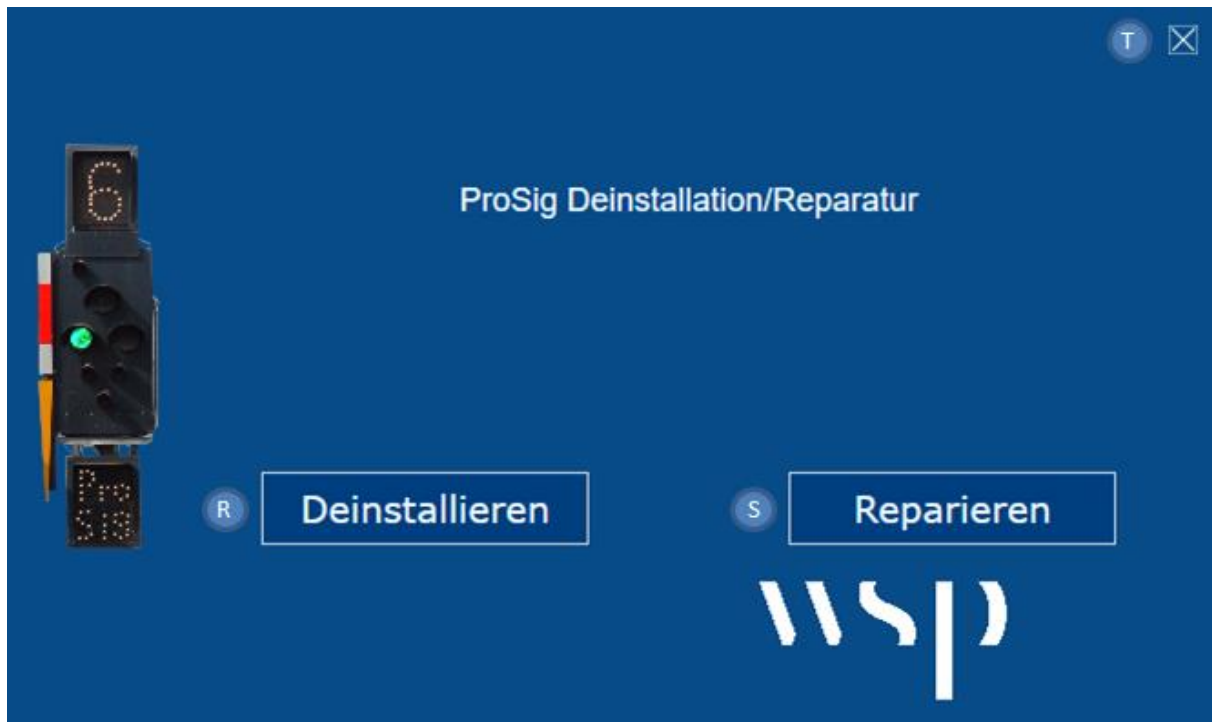 T
6
ProSig Deinstallation/Reparatur
R
Deinstallieren
S
Reparieren
Pro
Sig
wsp